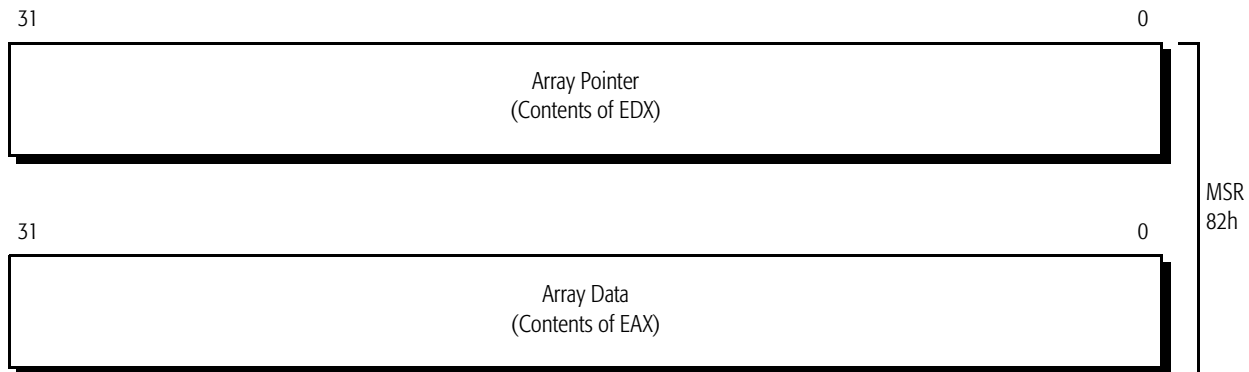 31 0
Array Pointer
(Contents of EDX)
MSR
82h
31 0
Array Data
(Contents of EAX)